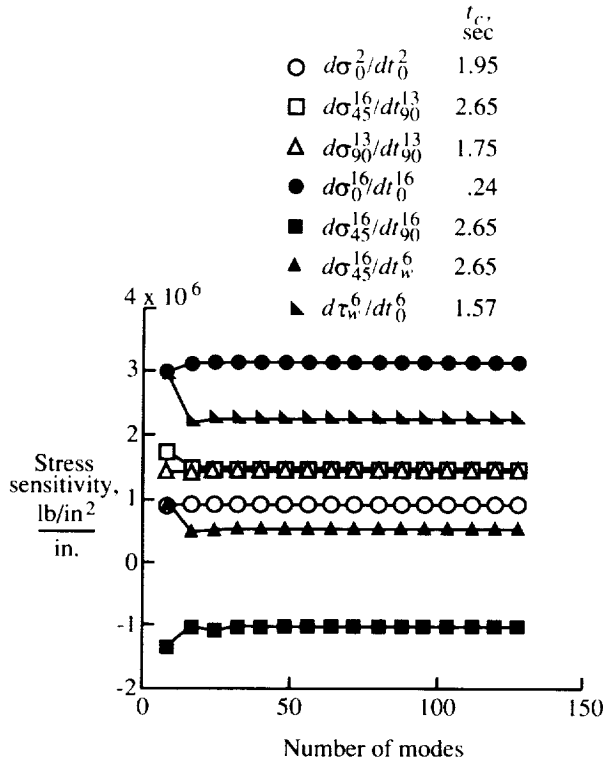 t_c,
sec
dσ_0^2/dt_0^2 1.95
dσ_45^16/dt_90^13 2.65
dσ_90^13/dt_90^13 1.75
dσ_0^16/dt_0^16 .24
dσ_45^16/dt_90^16 2.65
dσ_45^16/dt_w^6 2.65
dτ_w^6/dt_0^6 1.57
4 x 10^6
3
2
1
0
-1
-2
Stress
sensitivity,
lb/in^2
in.
0 50 100 150
Number of modes